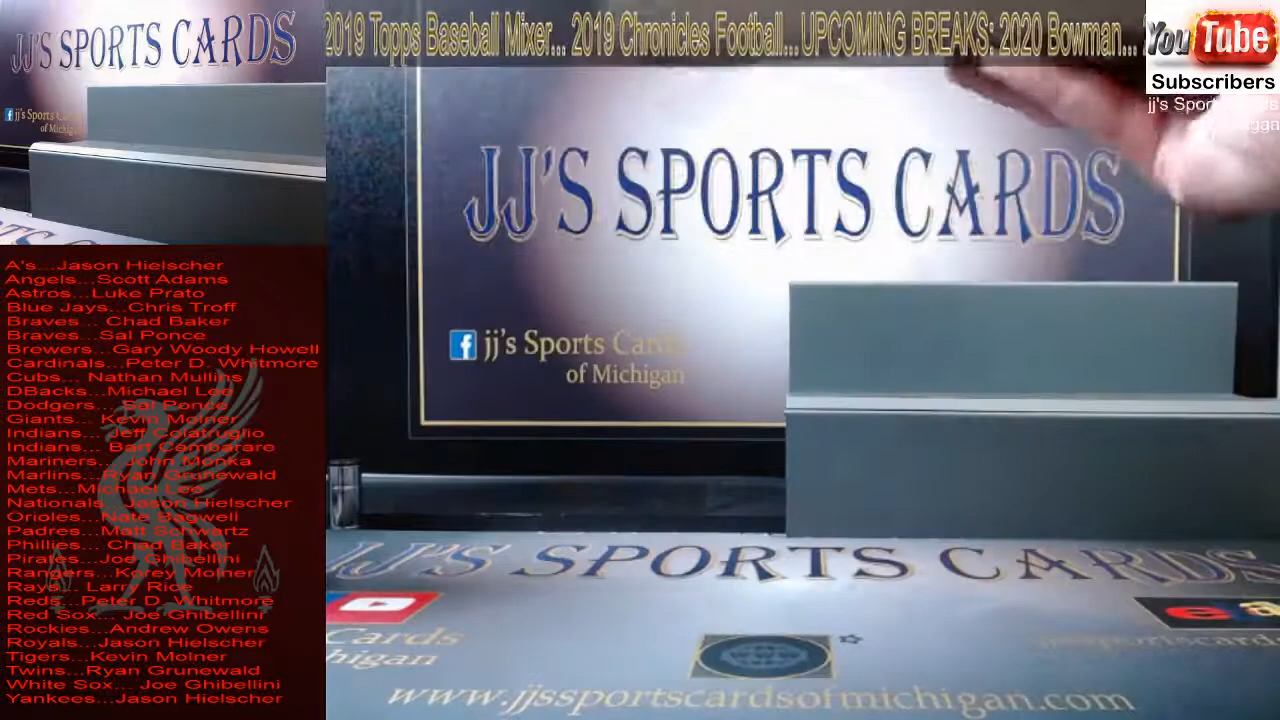 JJ'S SPORTS CARDS
jj's Sports
of Michigan
2019 Topps Baseball Mixer... 2019 Chronicles Football...UPCOMING BREAKS: 2020 Bowman...
You Tube
Subscribers
jj's Sports Cards
JJ'S SPORTS CARDS
jj's Sports Cards
of Michigan
A's...Jason Hielscher
Angels...Scott Adams
Astros...Luke Prato
Blue Jays...Chris Troff
Braves... Chad Baker
Braves...Sal Ponce
Brewers...Gary Woody Howell
Cardinals...Peter D. Whitmore
Cubs... Nathan Mullins
DBacks...Michael Lee
Dodgers... Sal Ponce
Giants... Kevin Molner
Indians... Jeff Colatruglio
Indians... Bart Cambarare
Mariners... John Monka
Marlins...Ryan Grunewald
Mets...Michael Lee
Nationals...Jason Hielscher
Orioles...Nate Bagwell
Padres...Matt Schwartz
Phillies... Chad Baker
Pirates...Joe Ghibellini
Rangers...Korey Molner
Rays... Larry Rice
Reds...Peter D. Whitmore
Red Sox... Joe Ghibellini
Rockies...Andrew Owens
Royals...Jason Hielscher
Tigers...Kevin Molner
Twins...Ryan Grunewald
White Sox... Joe Ghibellini
Yankees...Jason Hielscher
JJ'S SPORTS CARDS
Cards
higan
www.jjssportscardsofmichigan.com